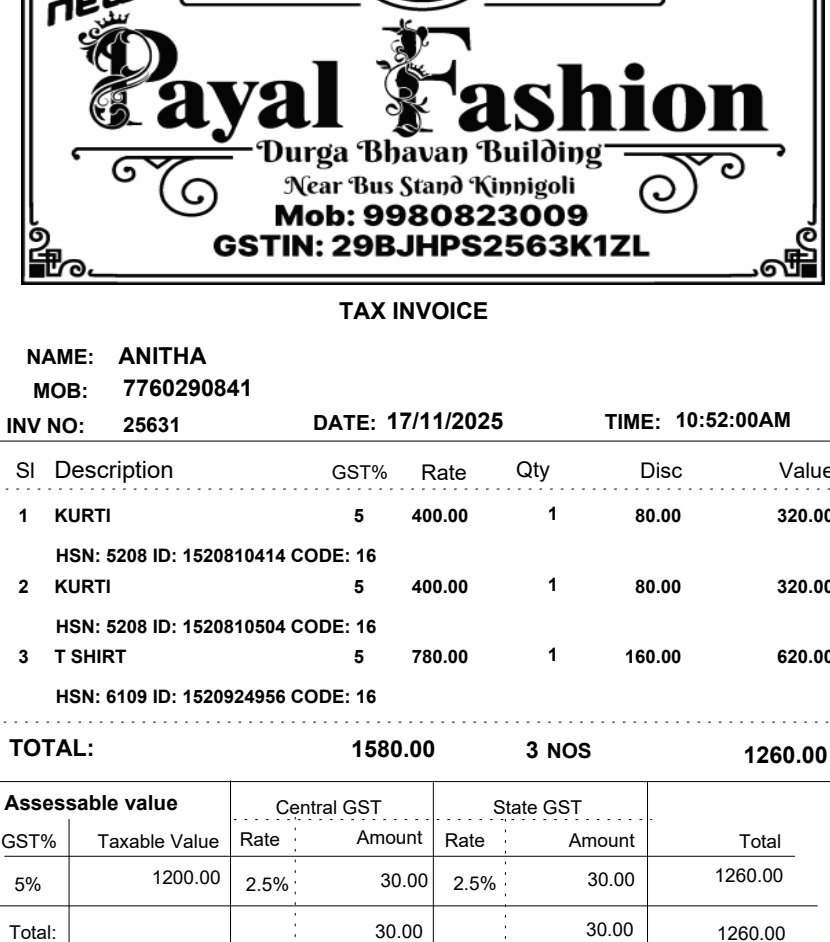 new
Payal Fashion
Durga Bhavan Building
Near Bus Stand Kinnigoli
Mob: 9980823009
GSTIN: 29BJHPS2563K1ZL
TAX INVOICE
NAME: ANITHA
MOB: 7760290841
INV NO: 25631 DATE: 17/11/2025 TIME: 10:52:00AM
Sl Description GST% Rate Qty Disc Value
1 KURTI 5 400.00 1 80.00 320.00
HSN: 5208 ID: 1520810414 CODE: 16
2 KURTI 5 400.00 1 80.00 320.00
HSN: 5208 ID: 1520810504 CODE: 16
3 T SHIRT 5 780.00 1 160.00 620.00
HSN: 6109 ID: 1520924956 CODE: 16
TOTAL: 1580.00 3 NOS 1260.00
Assessable value Central GST State GST
GST% Taxable Value Rate Amount Rate Amount Total
5% 1200.00 2.5% 30.00 2.5% 30.00 1260.00
Total: 30.00 30.00 1260.00